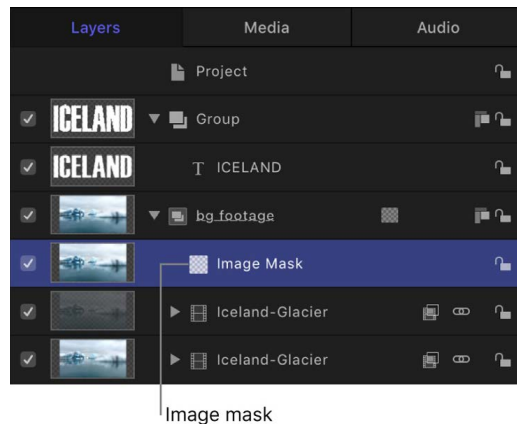 Layers Media Audio
Project
ICELAND Group
ICELAND T ICELAND
bg footage
Image Mask
Iceland-Glacier
Iceland-Glacier
Image mask